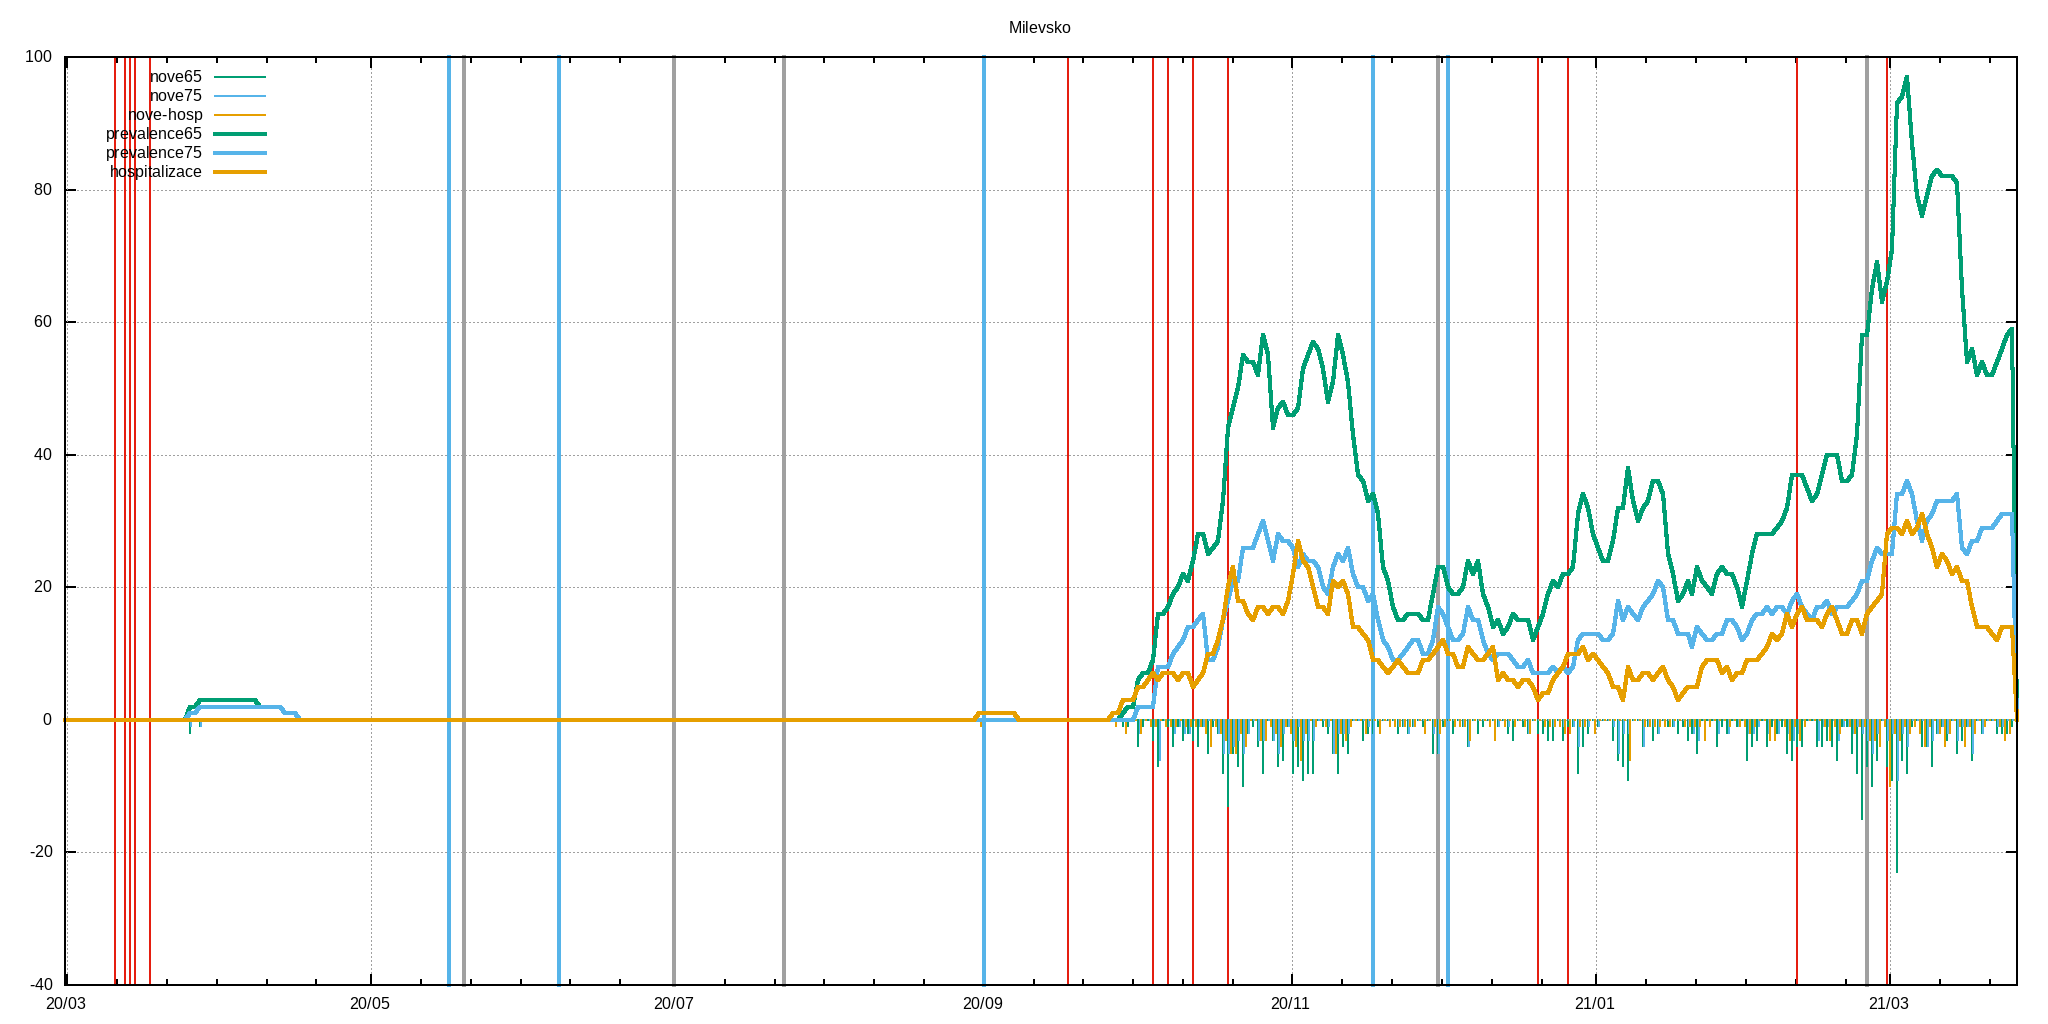 Milevsko
100
nove65
nove75
nove-hosp
prevalence65
prevalence75
hospitalizace
80
60
40
20
0
-20
-40
20/03 20/05 20/07 20/09 20/11 21/01 21/03